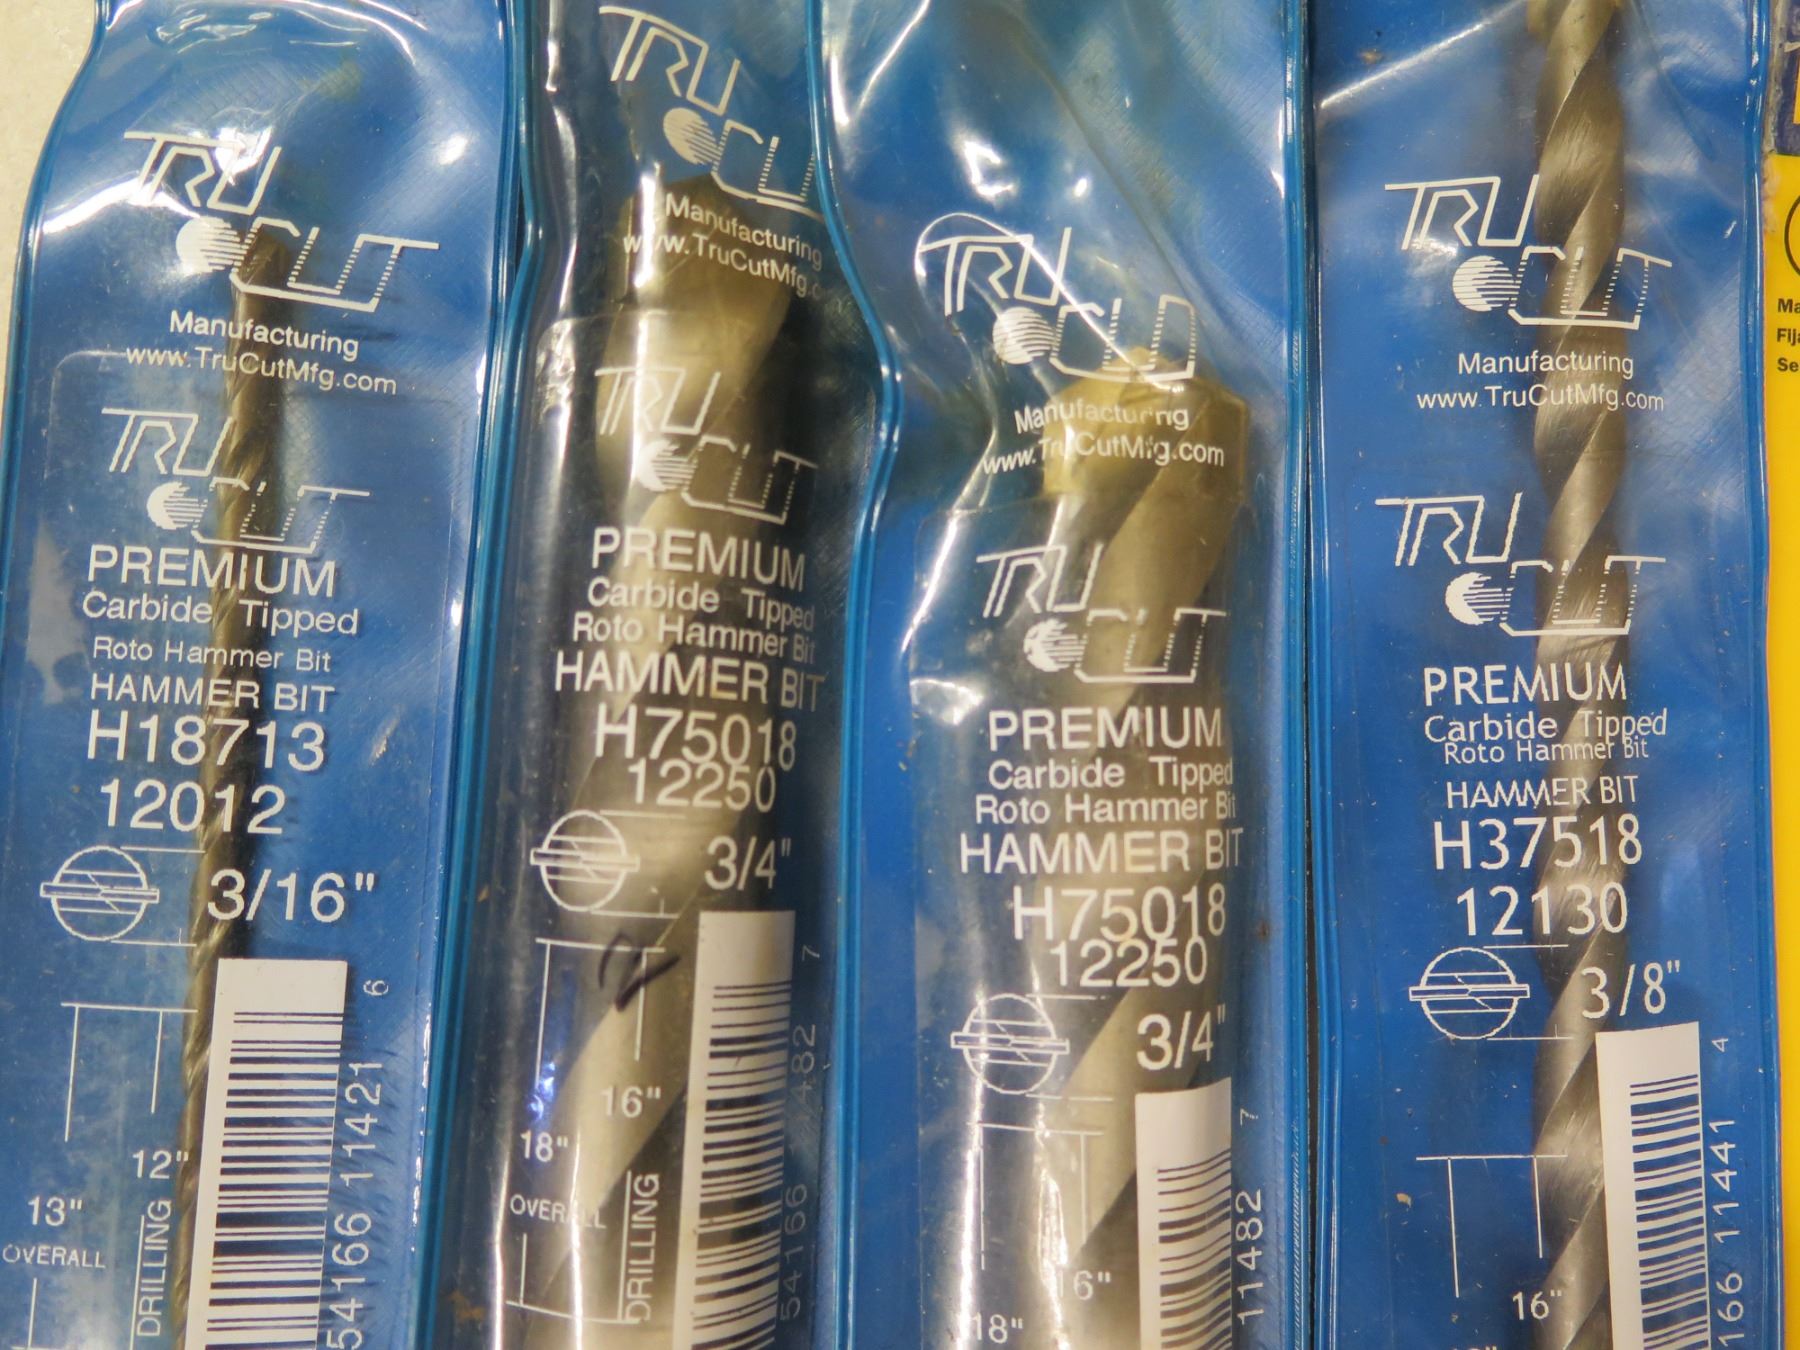 TRU
CUT
Manufacturing
www.TruCutMfg.com
TRU
CUT
PREMIUM
Carbide Tipped
Roto Hammer Bit
HAMMER BIT
H18713
12012
3/16"
12"
13"
OVERALL
DRILLING
54166 11421 6
TRU
CUT
Manufacturing
www.TruCutMfg.
TRU
CUT
PREMIUM
Carbide Tipped
Roto Hammer Bit
HAMMER BIT
H75018
12250
3/4"
16"
18"
OVERALL
DRILLING
54166 482 7
TRU
CUT
Manufacturing
www.TruCutMfg.com
TRU
CUT
PREMIUM
Carbide Tipped
Roto Hammer Bit
HAMMER BIT
H75018
12250
3/4"
16"
18"
11482 7
TRU
CUT
Manufacturing
www.TruCutMfg.com
TRU
CUT
PREMIUM
Carbide Tipped
Roto Hammer Bit
HAMMER BIT
H37518
12130
3/8"
16"
166 11441 4
Ma
Fija
Se